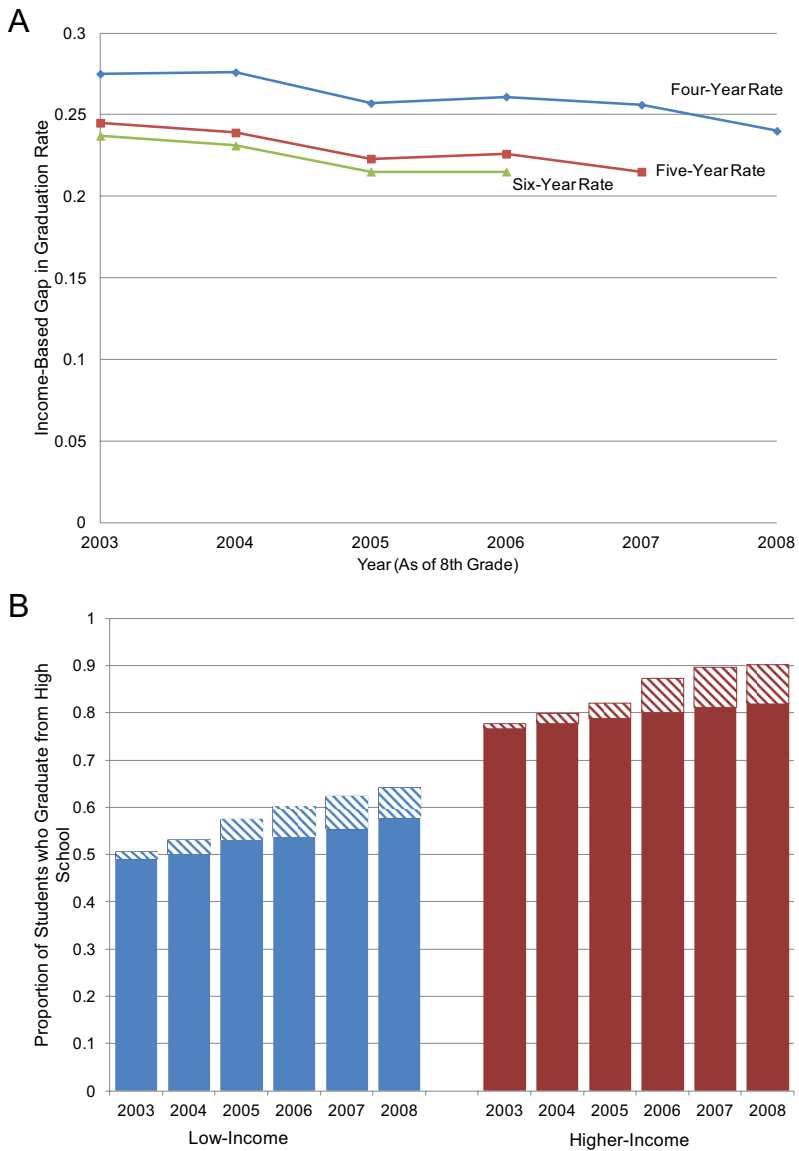 A
Income-Based Gap in Graduation Rate
0.3
0.25
0.2
0.15
0.1
0.05
0
Four-Year Rate
Five-Year Rate
Six-Year Rate
2003 2004 2005 2006 2007 2008
Year (As of 8th Grade)
B
Proportion of Students who Graduate from High
School
1
0.9
0.8
0.7
0.6
0.5
0.4
0.3
0.2
0.1
0
2003 2004 2005 2006 2007 2008 2003 2004 2005 2006 2007 2008
Low-Income Higher-Income